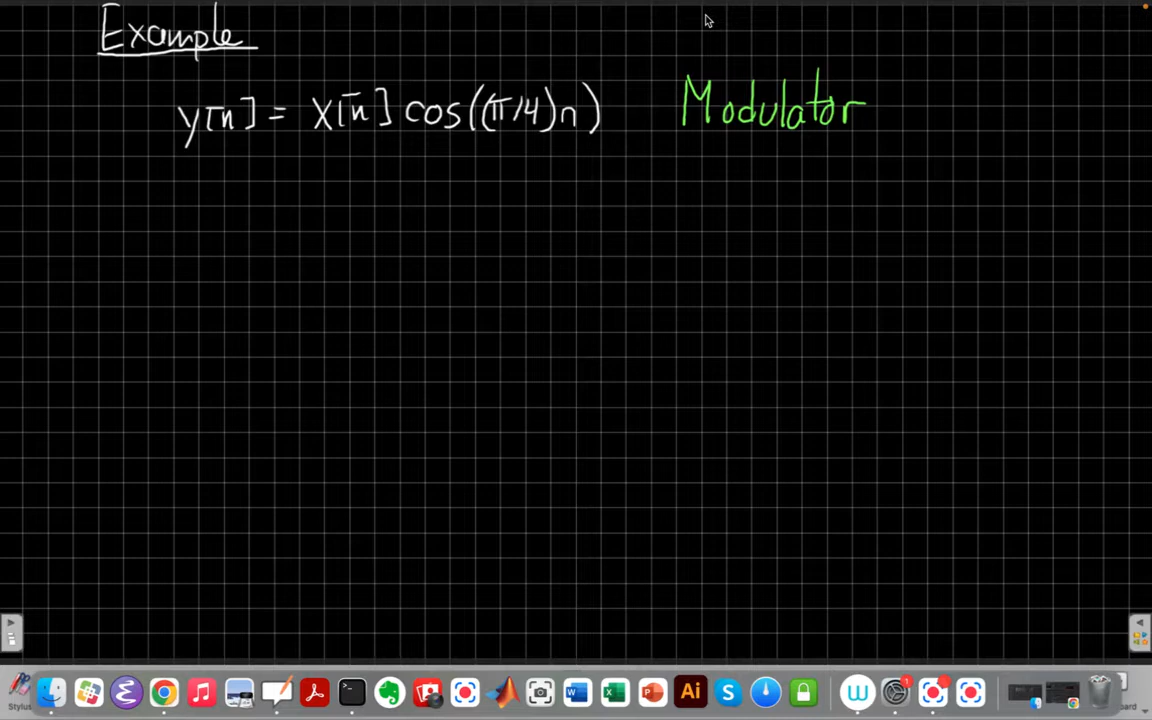 Example
y[n] = x[n] cos((π/4)n) Modulator